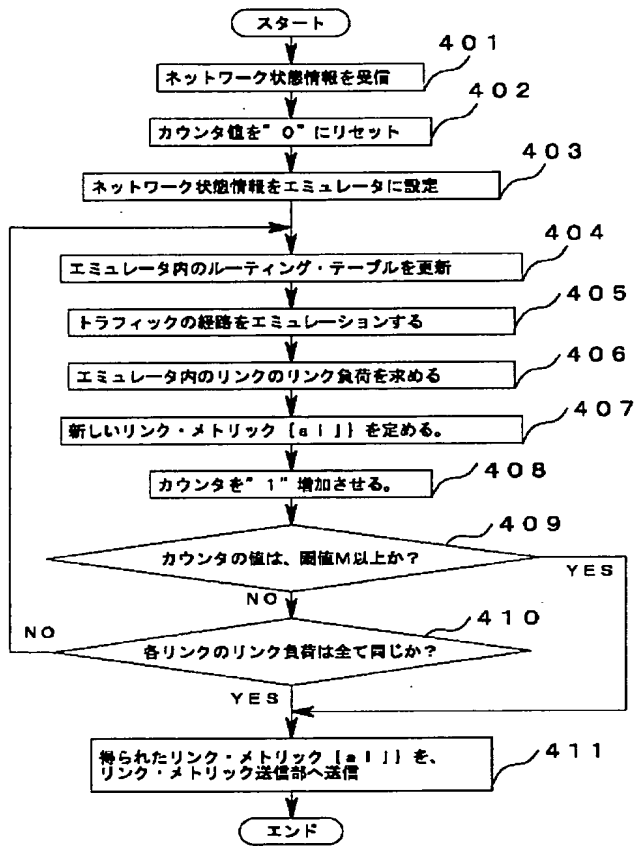 スタート
401
ネットワーク状態情報を受信
402
カウンタ値を"0"にリセット
403
ネットワーク状態情報をエミュレータに設定
404
エミュレータ内のルーティング・テーブルを更新
405
トラフィックの経路をエミュレーションする
406
エミュレータ内のリンクのリンク負荷を求める
407
新しいリンク・メトリック{aij}を定める。
408
カウンタを"1"増加させる。
409
カウンタの値は、閾値M以上か?
YES
NO
410
NO
各リンクのリンク負荷は全て同じか?
YES
得られたリンク・メトリック{aij}を、
リンク・メトリック送信部へ送信
411
エンド